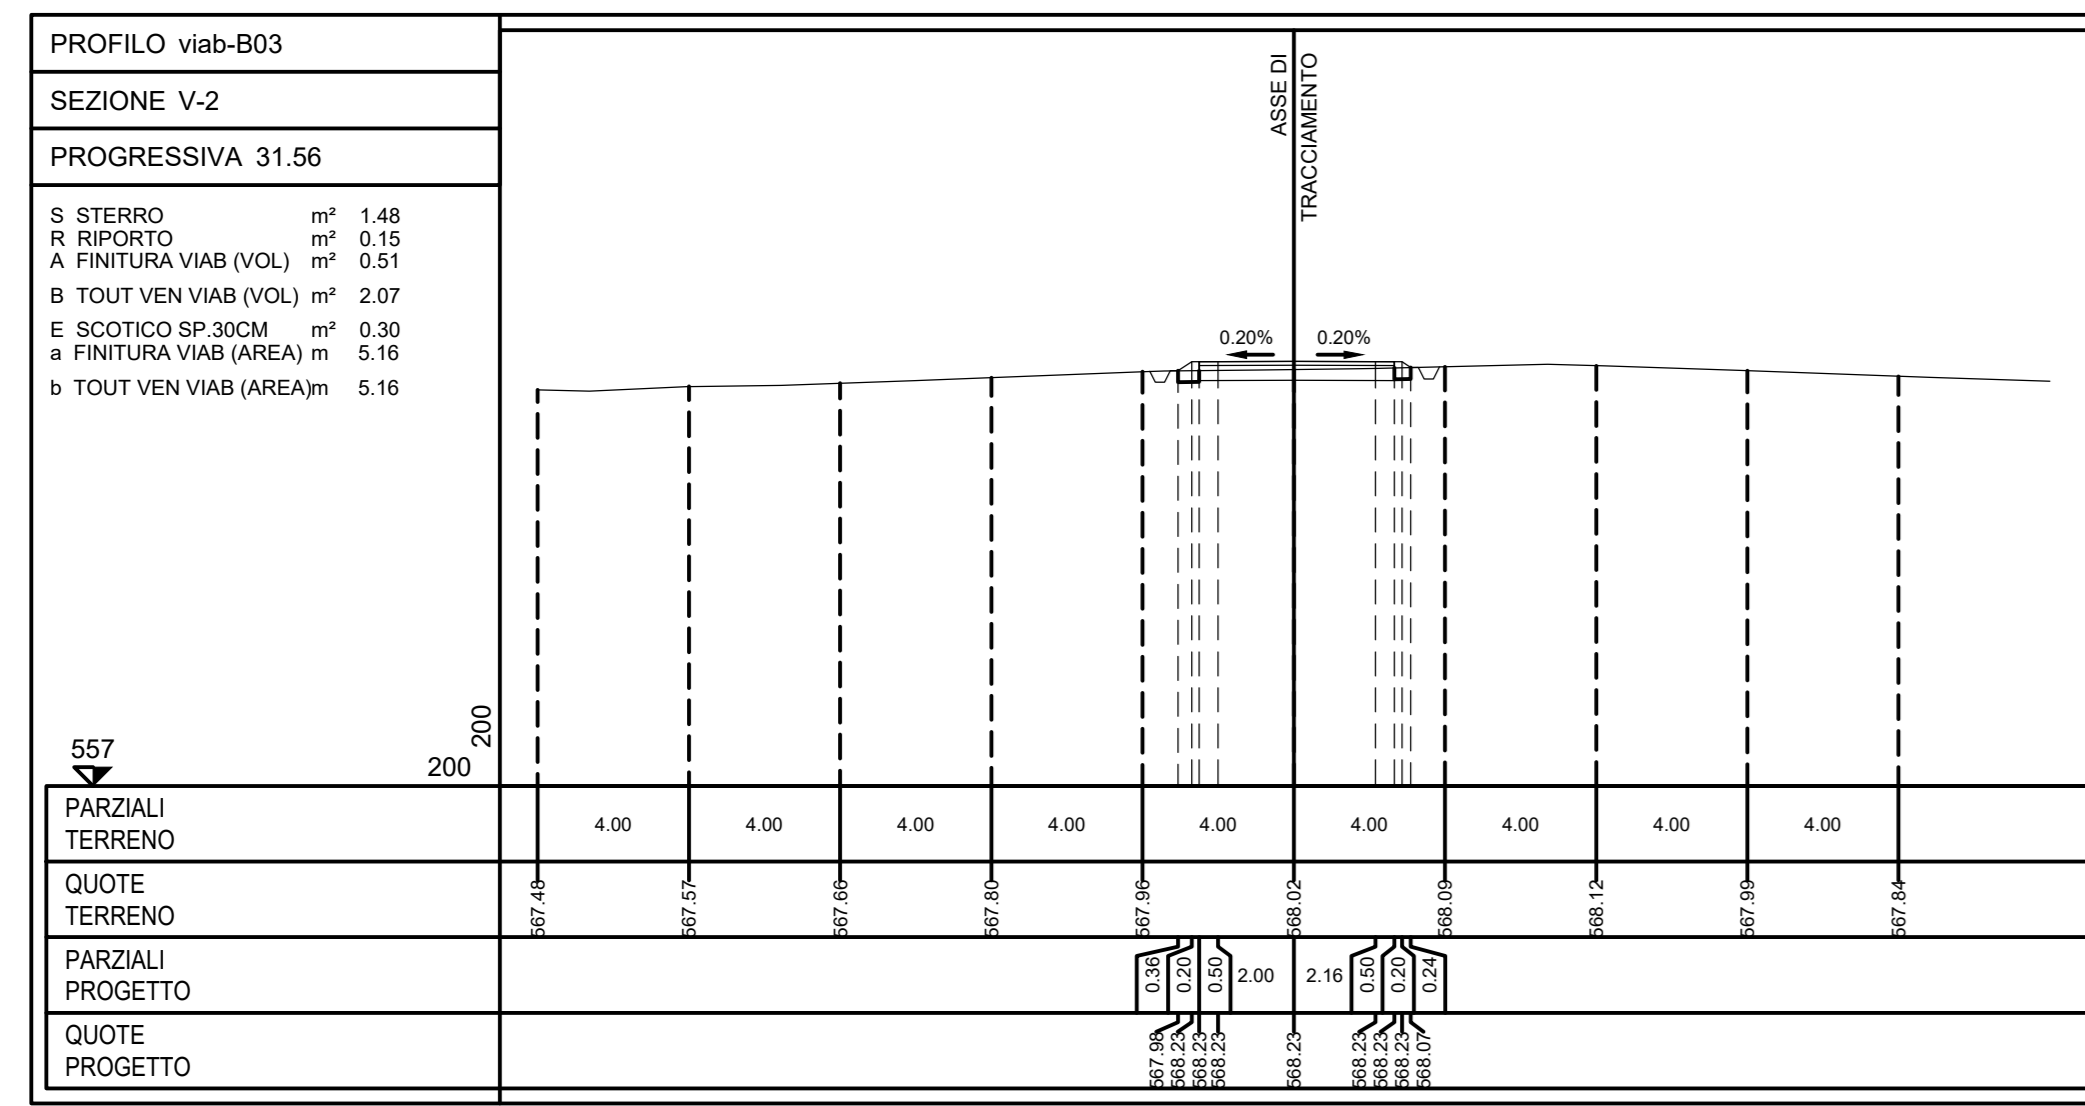 PROFILO viab-B03
SEZIONE V-2
PROGRESSIVA 31.56
S STERRO m² 1.48
R RIPORTO m² 0.15
A FINITURA VIAB (VOL) m² 0.51
B TOUT VEN VIAB (VOL) m² 2.07
E SCOTICO SP.30CM m² 0.30
a FINITURA VIAB (AREA) m 5.16
b TOUT VEN VIAB (AREA)m 5.16
ASSE DI
TRACCIAMENTO
0.20% 0.20%
557
200
200
PARZIALI
TERRENO
4.00 4.00 4.00 4.00 4.00 4.00 4.00 4.00 4.00
QUOTE
TERRENO
567.48 567.57 567.66 567.80 567.96 568.02 568.09 568.12 567.99 567.84
PARZIALI
PROGETTO
0.36 0.20 0.50 2.00 2.16 0.50 0.20 0.24
QUOTE
PROGETTO
567.98 568.23 568.23 568.23 568.23 568.23 568.23 568.23 568.07